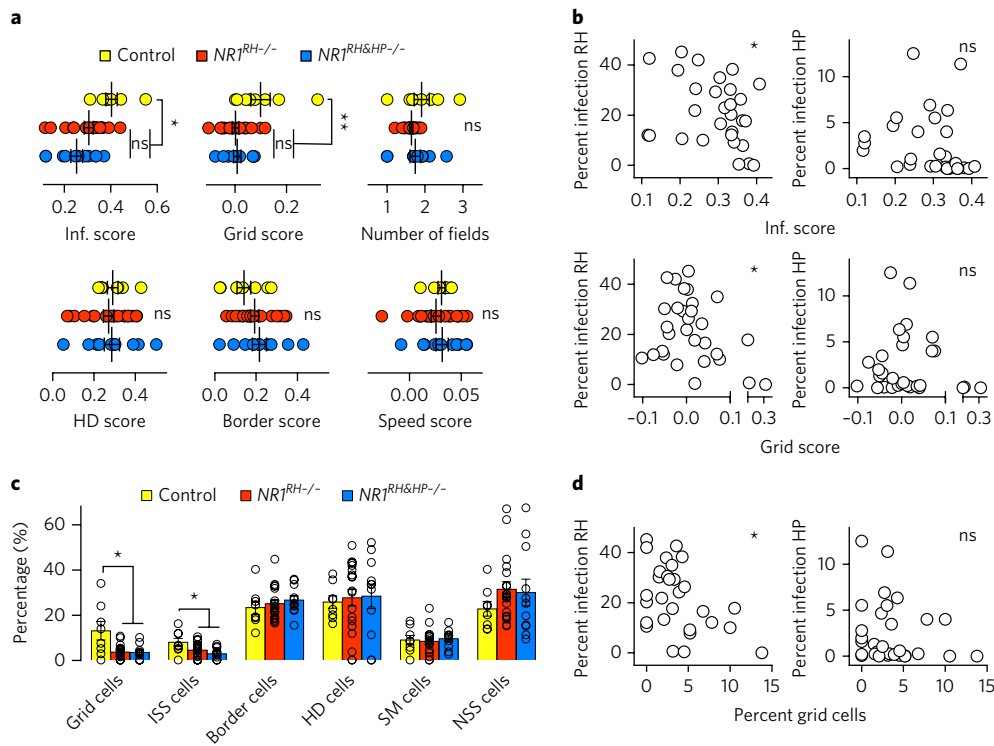 a
Control NR1RH−/− NR1RH&HP−/−
* ns
0.2 0.4 0.6
Inf. score
** ns
0.0 0.2
Grid score
ns
1 2 3
Number of fields
ns
0.0 0.2 0.4
HD score
ns
0.0 0.2 0.4
Border score
ns
0.00 0.05
Speed score
b
Percent infection RH
40
20
0
*
0.1 0.2 0.3 0.4
Percent infection HP
10
5
0
ns
0.1 0.2 0.3 0.4
Inf. score
Percent infection RH
40
20
0
*
−0.1 0.0 0.1 0.3
Percent infection HP
10
5
0
ns
−0.1 0.0 0.1 0.3
Grid score
c
Control NR1RH−/− NR1RH&HP−/−
Percentage (%)
60
40
20
0
*
*
Grid cells
ISS cells
Border cells
HD cells
SM cells
NSS cells
d
Percent infection RH
40
20
0
*
0 5 10 15
Percent infection HP
10
5
0
ns
0 5 10 15
Percent grid cells